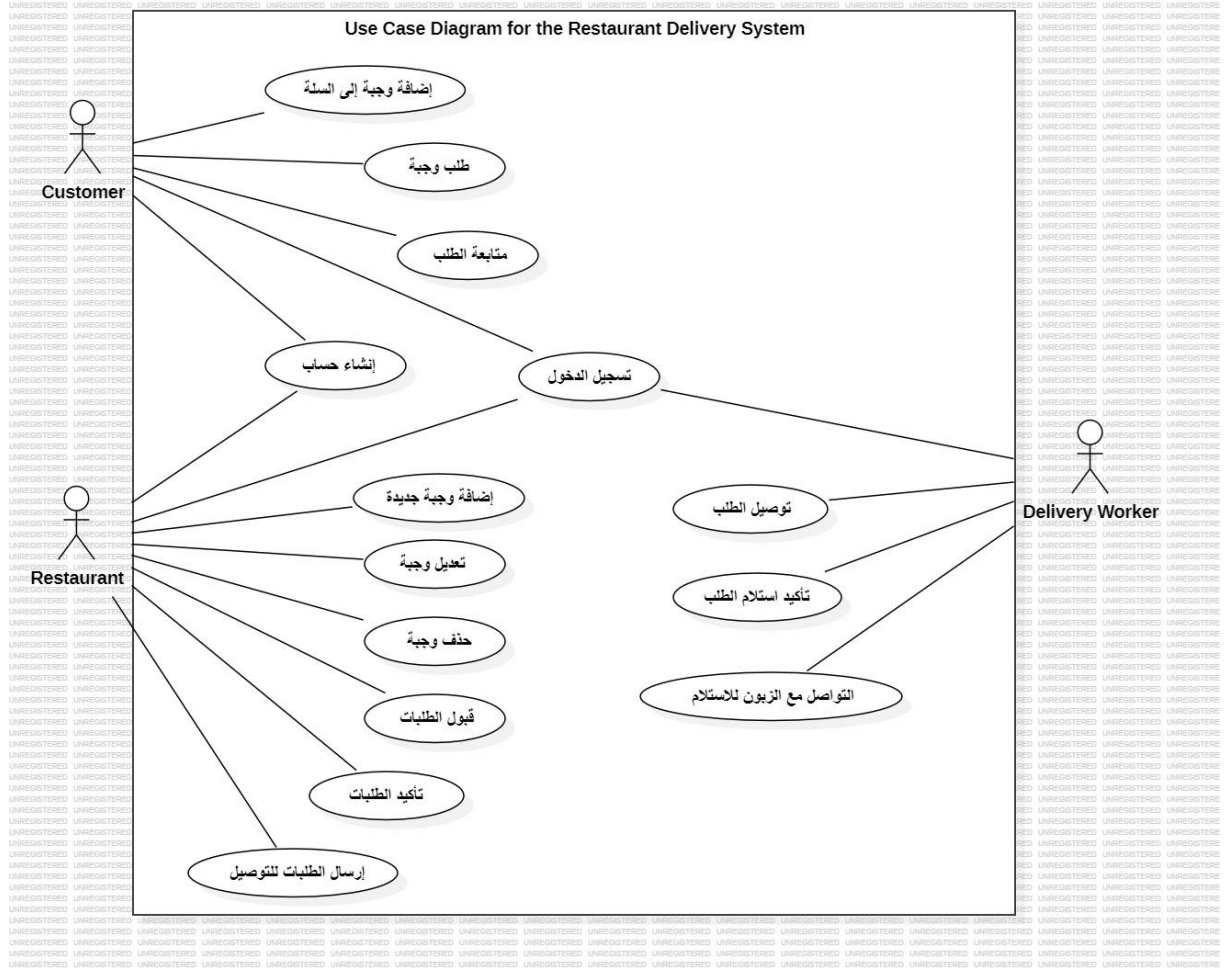 Use Case Diagram for the Restaurant Delivery System
إضافة وجبة إلى السلة
طلب وجبة
Customer
متابعة الطلب
إنشاء حساب
تسجيل الدخول
إضافة وجبة جديدة
توصيل الطلب
Delivery Worker
تعديل وجبة
Restaurant
تأكيد استلام الطلب
حذف وجبة
التواصل مع الزبون للاستلام
قبول الطلبات
تأكيد الطلبات
إرسال الطلبات للتوصيل
UNREGISTERED